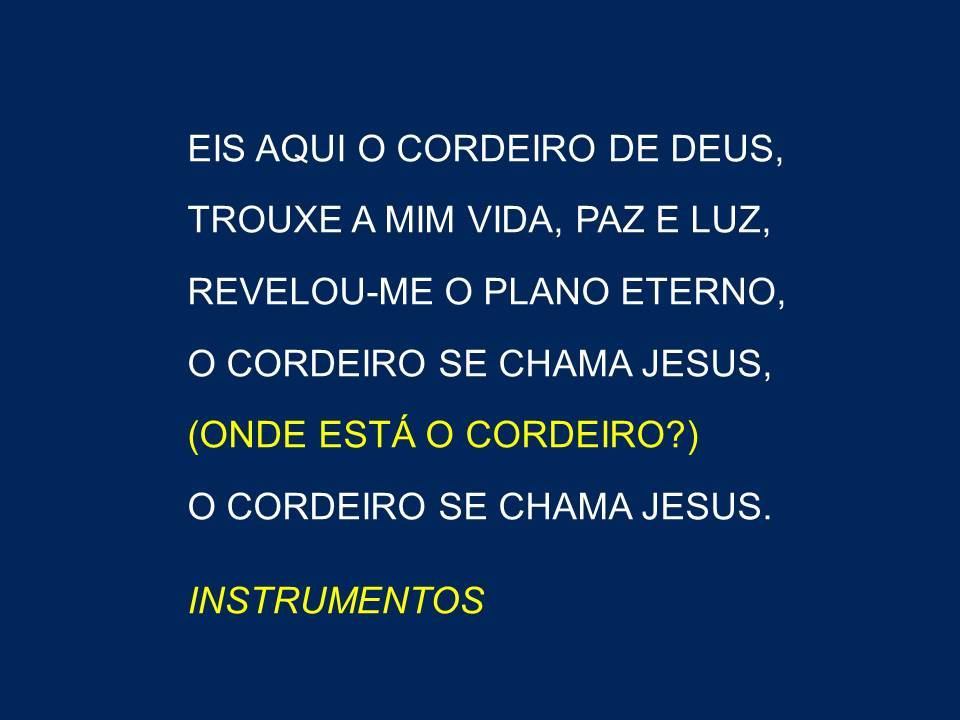 EIS AQUI O CORDEIRO DE DEUS,
TROUXE A MIM VIDA, PAZ E LUZ,
REVELOU-ME O PLANO ETERNO,
O CORDEIRO SE CHAMA JESUS,
(ONDE ESTÁ O CORDEIRO?)
O CORDEIRO SE CHAMA JESUS.
INSTRUMENTOS